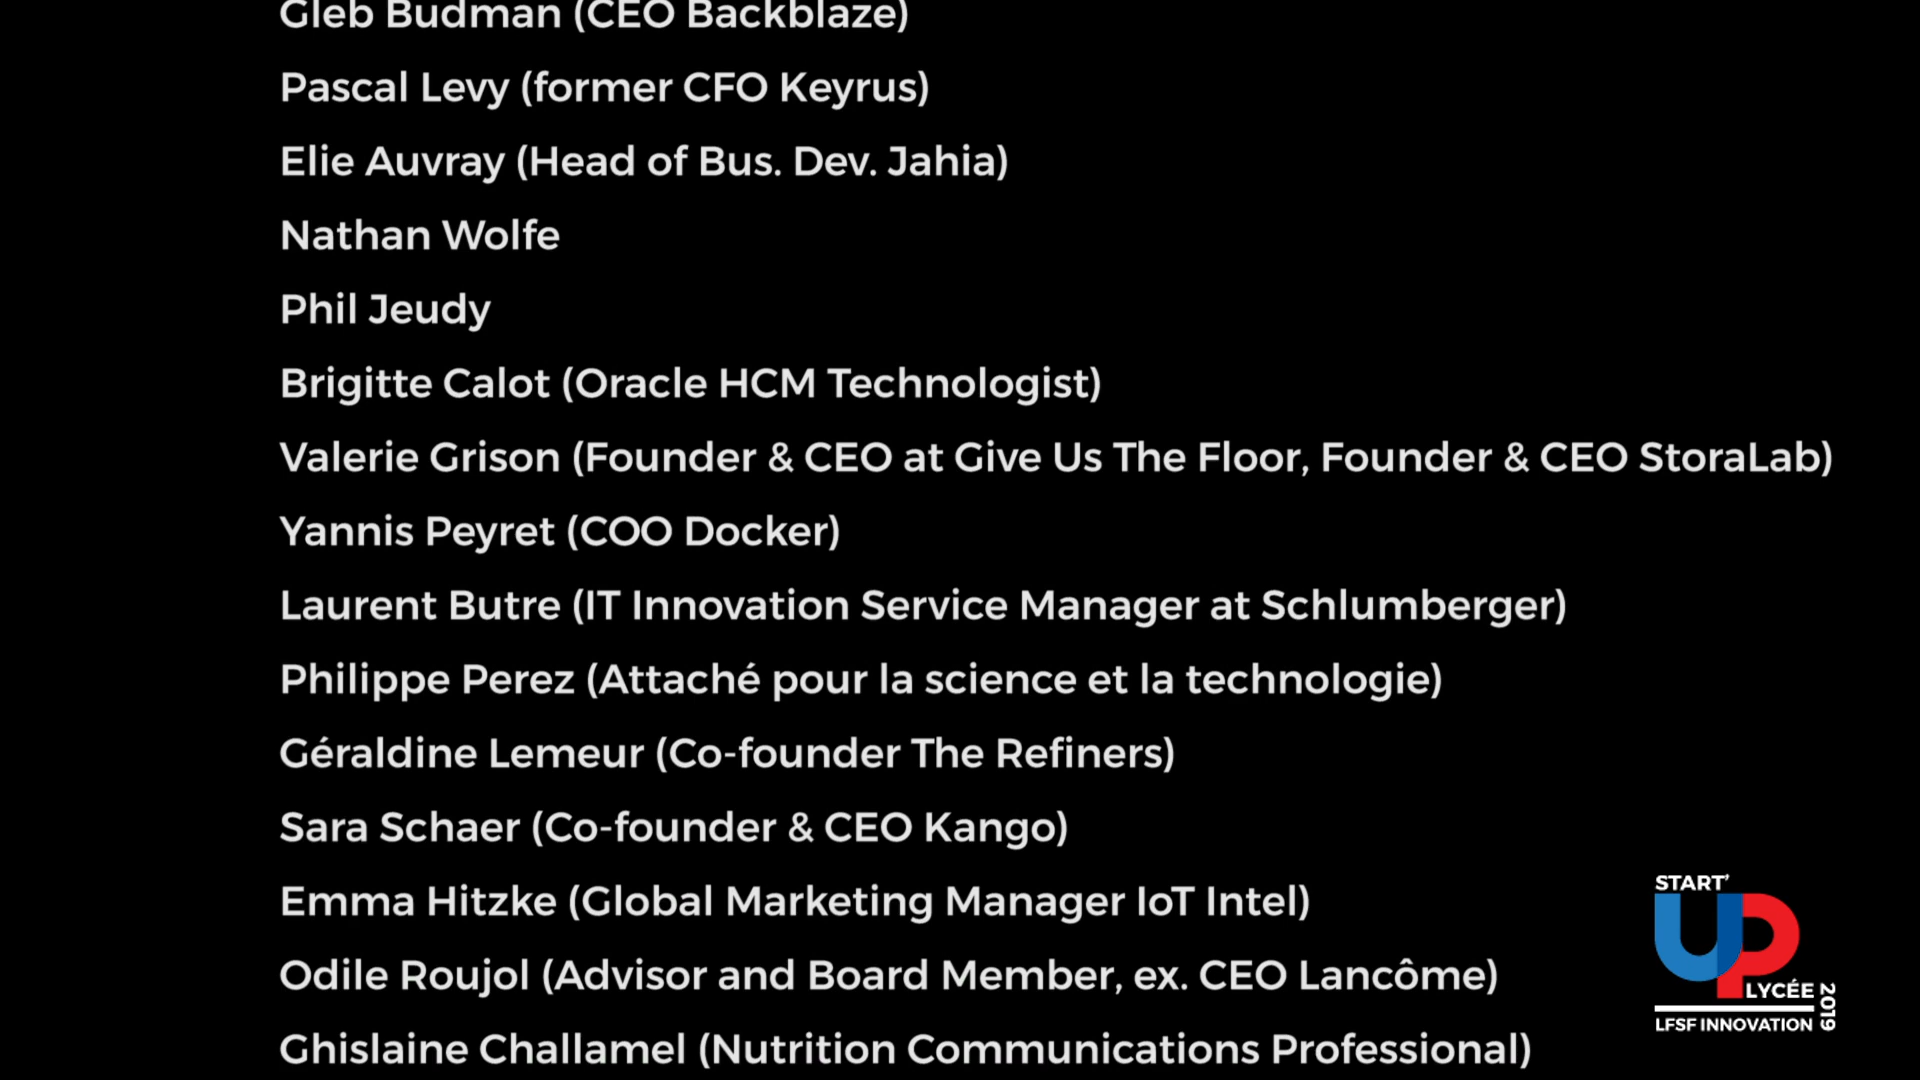 Gleb Budman (CEO Backblaze)
Pascal Levy (former CFO Keyrus)
Elie Auvray (Head of Bus. Dev. Jahia)
Nathan Wolfe
Phil Jeudy
Brigitte Calot (Oracle HCM Technologist)
Valerie Grison (Founder & CEO at Give Us The Floor, Founder & CEO StoraLab)
Yannis Peyret (COO Docker)
Laurent Butre (IT Innovation Service Manager at Schlumberger)
Philippe Perez (Attaché pour la science et la technologie)
Géraldine Lemeur (Co-founder The Refiners)
Sara Schaer (Co-founder & CEO Kango)
Emma Hitzke (Global Marketing Manager IoT Intel)
Odile Roujol (Advisor and Board Member, ex. CEO Lancôme)
Ghislaine Challamel (Nutrition Communications Professional)
START'
UP
LYCÉE
LFSF INNOVATION
2019